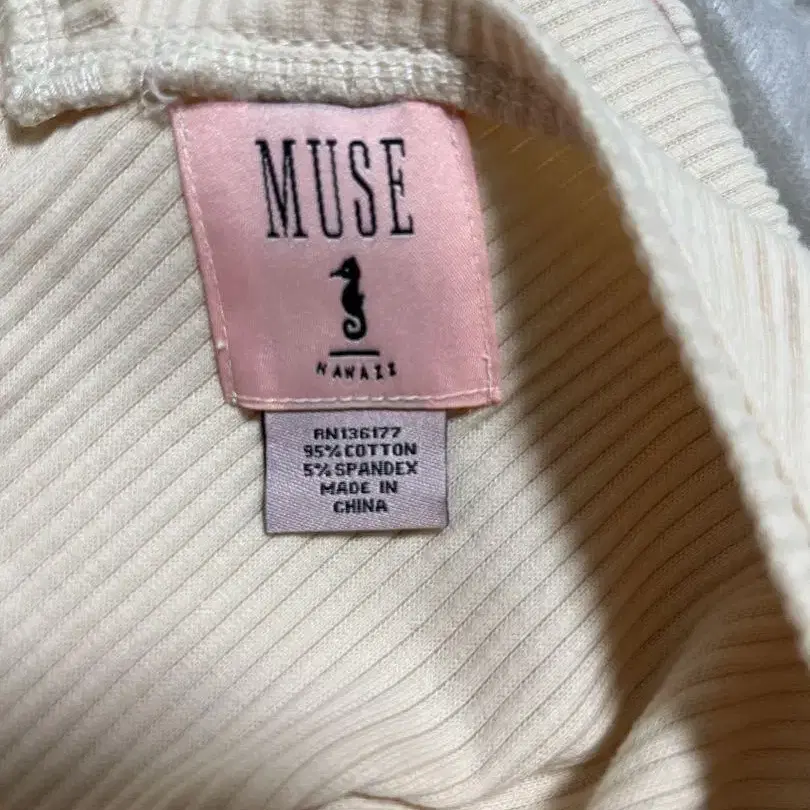 MUSE
HAWAII
RN136177
95% COTTON
5% SPANDEX
MADE IN
CHINA